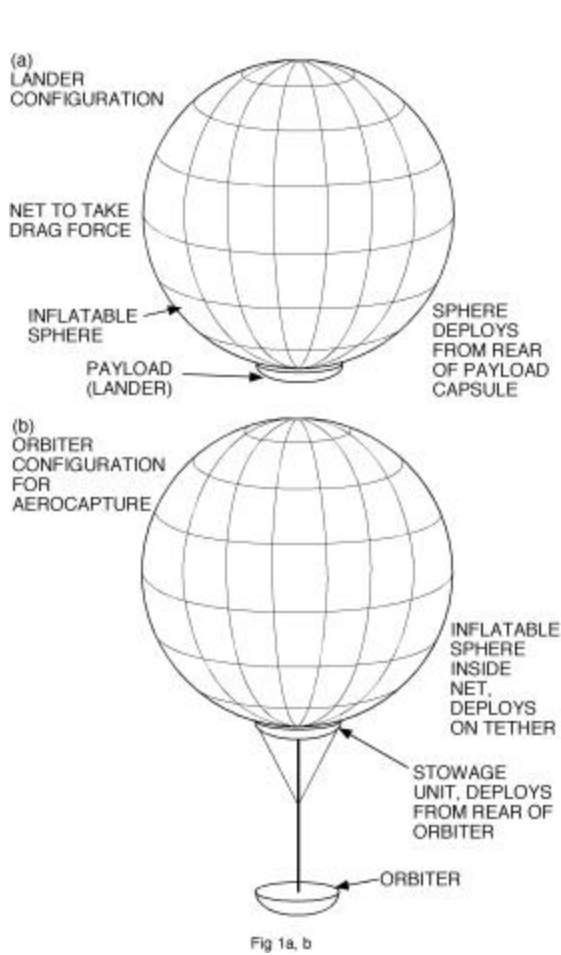 (a)
LANDER
CONFIGURATION
NET TO TAKE
DRAG FORCE
INFLATABLE
SPHERE
SPHERE
DEPLOYS
FROM REAR
OF PAYLOAD
CAPSULE
PAYLOAD
(LANDER)
(b)
ORBITER
CONFIGURATION
FOR
AEROCAPTURE
INFLATABLE
SPHERE
INSIDE
NET,
DEPLOYS
ON TETHER
STOWAGE
UNIT, DEPLOYS
FROM REAR OF
ORBITER
ORBITER
Fig 1a, b